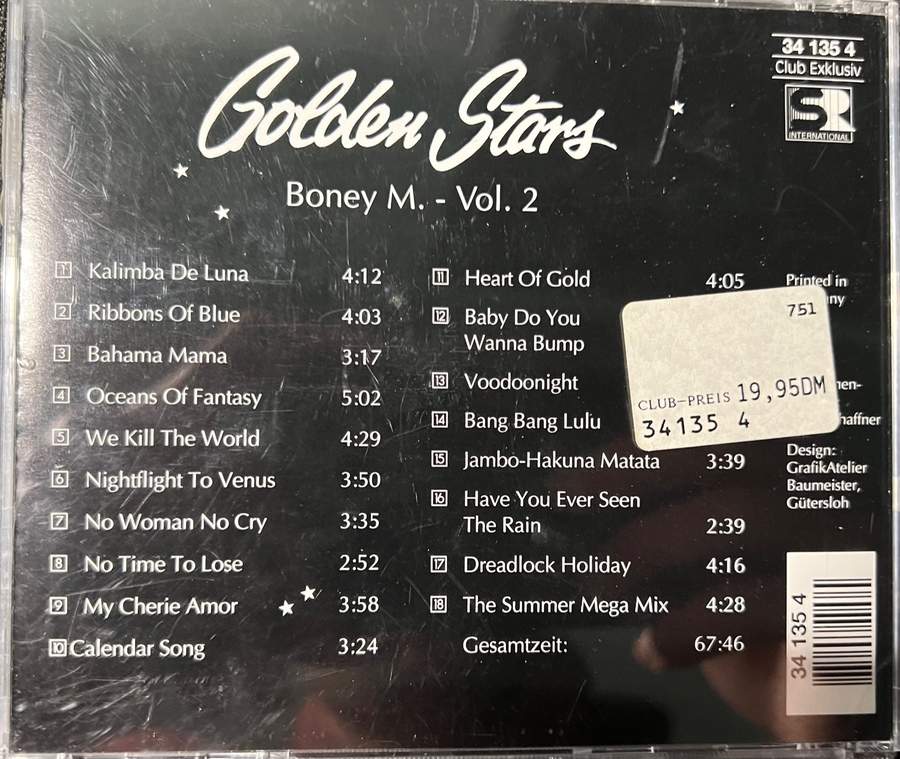 34 135 4
Club Exklusiv
SR
INTERNATIONAL
Golden Stars
Boney M. - Vol. 2
1 Kalimba De Luna 4:12
2 Ribbons Of Blue 4:03
3 Bahama Mama 3:17
4 Oceans Of Fantasy 5:02
5 We Kill The World 4:29
6 Nightflight To Venus 3:50
7 No Woman No Cry 3:35
8 No Time To Lose 2:52
9 My Cherie Amor 3:58
10 Calendar Song 3:24
11 Heart Of Gold 4:05
12 Baby Do You
Wanna Bump
13 Voodoonight
14 Bang Bang Lulu
15 Jambo-Hakuna Matata 3:39
16 Have You Ever Seen
The Rain 2:39
17 Dreadlock Holiday 4:16
18 The Summer Mega Mix 4:28
Gesamtzeit: 67:46
Printed in
751
CLUB-PREIS 19,95DM
34135 4
Design:
GrafikAtelier
Baumeister,
Gütersloh
34 135 4